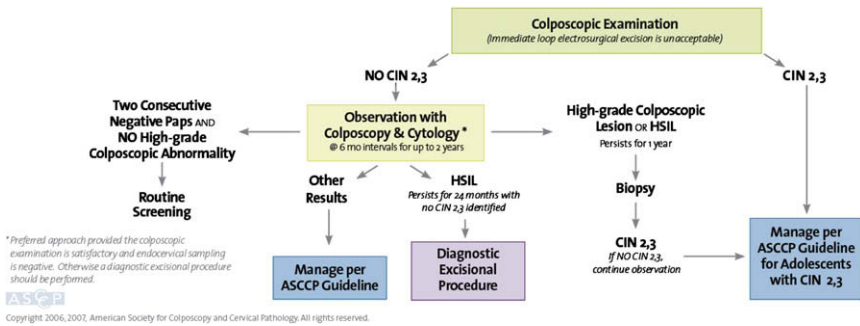 Colposcopic Examination
(Immediate loop electrosurgical excision is unacceptable)
NO CIN 2,3
CIN 2,3
Two Consecutive
Negative Paps AND
NO High-grade
Colposcopic Abnormality
Observation with
Colposcopy & Cytology *
@ 6 mo intervals for up to 2 years
High-grade Colposcopic
Lesion OR HSIL
Persists for 1 year
Routine
Screening
Other
Results
HSIL
Persists for 24 months with
no CIN 2,3 identified
Biopsy
CIN 2,3
If NO CIN 2,3,
continue observation
Manage per
ASCCP Guideline
Diagnostic
Excisional
Procedure
Manage per
ASCCP Guideline
for Adolescents
with CIN 2,3
* Preferred approach provided the colposcopic
examination is satisfactory and endocervical sampling
is negative. Otherwise a diagnostic excisional procedure
should be performed.
ASCCP
Copyright 2006, 2007, American Society for Colposcopy and Cervical Pathology. All rights reserved.